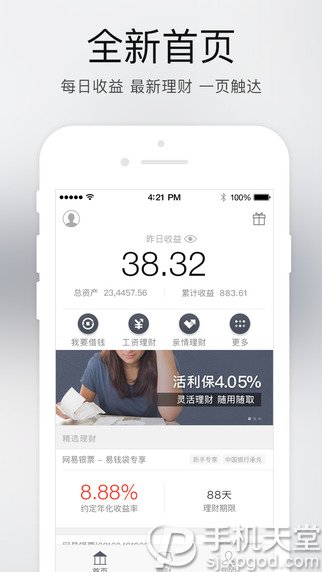 全新首页
每日收益 最新理财 一页触达
4:21 PM
100%
昨日收益
38.32
总资产 23,4457.56 累计收益 883.61
我要借钱 工资理财 亲情理财 更多
活利保4.05%
灵活理财 随用随取
精选理财
网易银票 - 易钱袋专享 新手专享 中国银行承兑
8.88% 88天
约定年化收益率 理财期限
首页
手机天堂
sjapptt.com